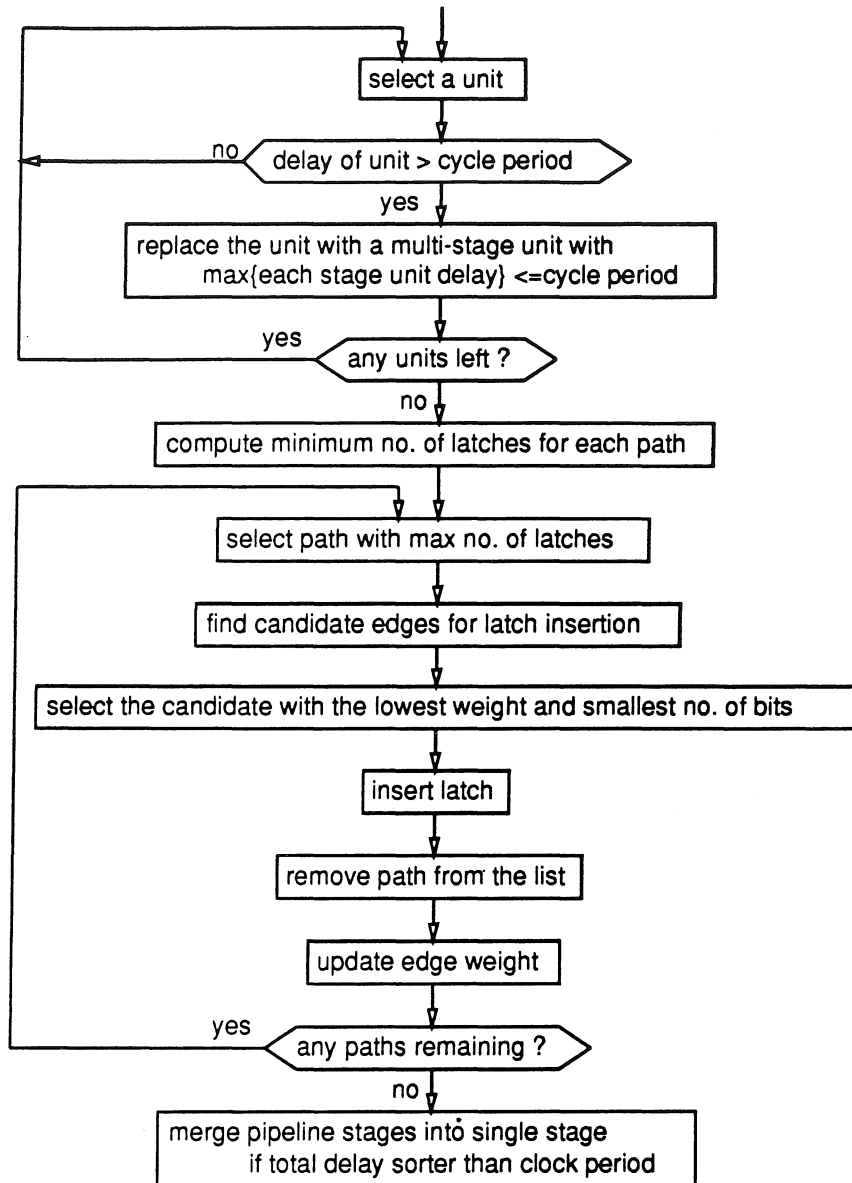 select a unit
no
delay of unit > cycle period
yes
replace the unit with a multi-stage unit with
max{each stage unit delay} <=cycle period
yes
any units left ?
no
compute minimum no. of latches for each path
select path with max no. of latches
find candidate edges for latch insertion
select the candidate with the lowest weight and smallest no. of bits
insert latch
remove path from the list
update edge weight
yes
any paths remaining ?
no
merge pipeline stages into single stage
if total delay sorter than clock period